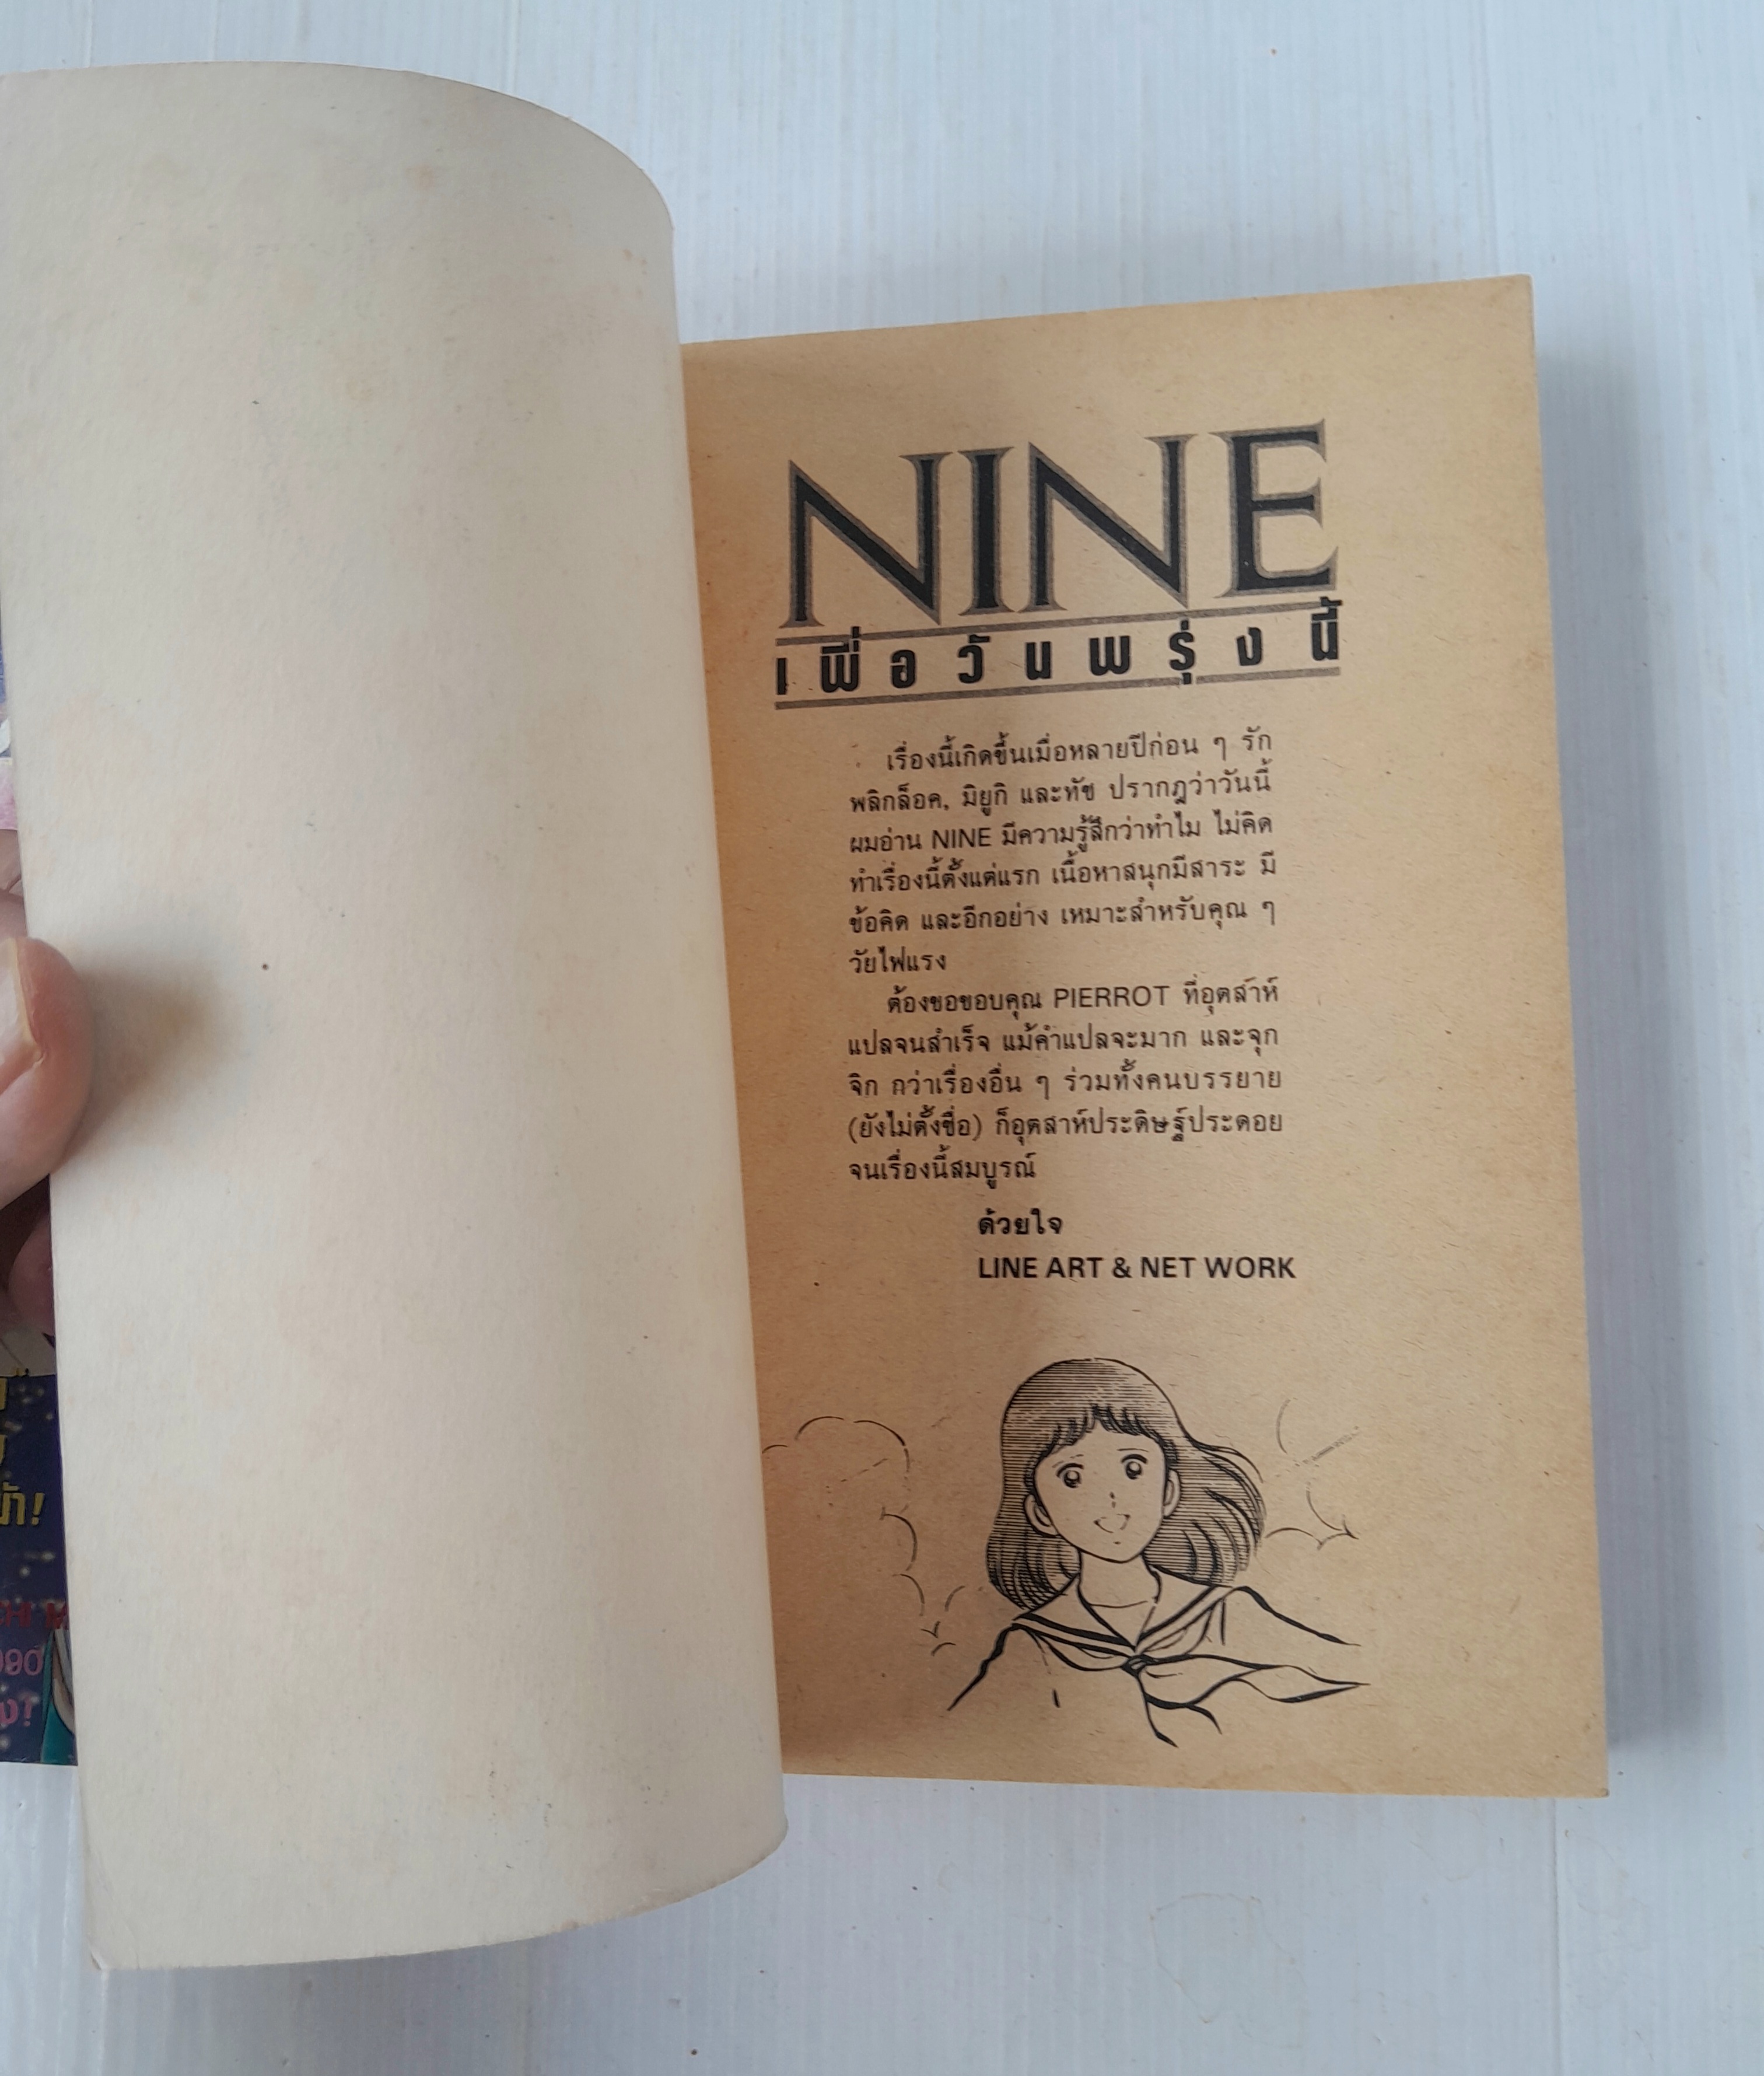 NINE
เพื่อวันพรุ่งนี้
เรื่องนี้เกิดขึ้นเมื่อหลายปีก่อน ๆ รัก
พลิกล็อค, มิยูกิ และทัช ปรากฎว่าวันนี้
ผมอ่าน NINE มีความรู้สึกว่าทำไม ไม่คิด
ทำเรื่องนี้ตั้งแต่แรก เนื้อหาสนุกมีสาระ มี
ข้อคิด และอีกอย่าง เหมาะสำหรับคุณ ๆ
วัยไฟแรง
ต้องขอขอบคุณ PIERROT ที่อุตส่าห์
แปลจนสำเร็จ แม้คำแปลจะมาก และจุก
จิก กว่าเรื่องอื่น ๆ ร่วมทั้งคนบรรยาย
(ยังไม่ตั้งชื่อ) ก็อุตสาห์ประดิษฐ์ประดอย
จนเรื่องนี้สมบูรณ์
ด้วยใจ
LINE ART & NET WORK